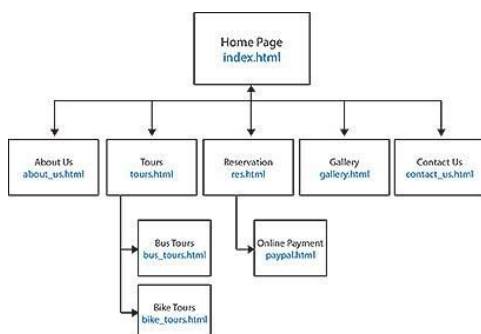 Home Page
index.html
About Us
about_us.html
Tours
tours.html
Reservation
res.html
Gallery
gallery.html
Contact Us
contact_us.html
Bus Tours
bus_tours.html
Online Payment
paypal.html
Bike Tours
bike_tours.html